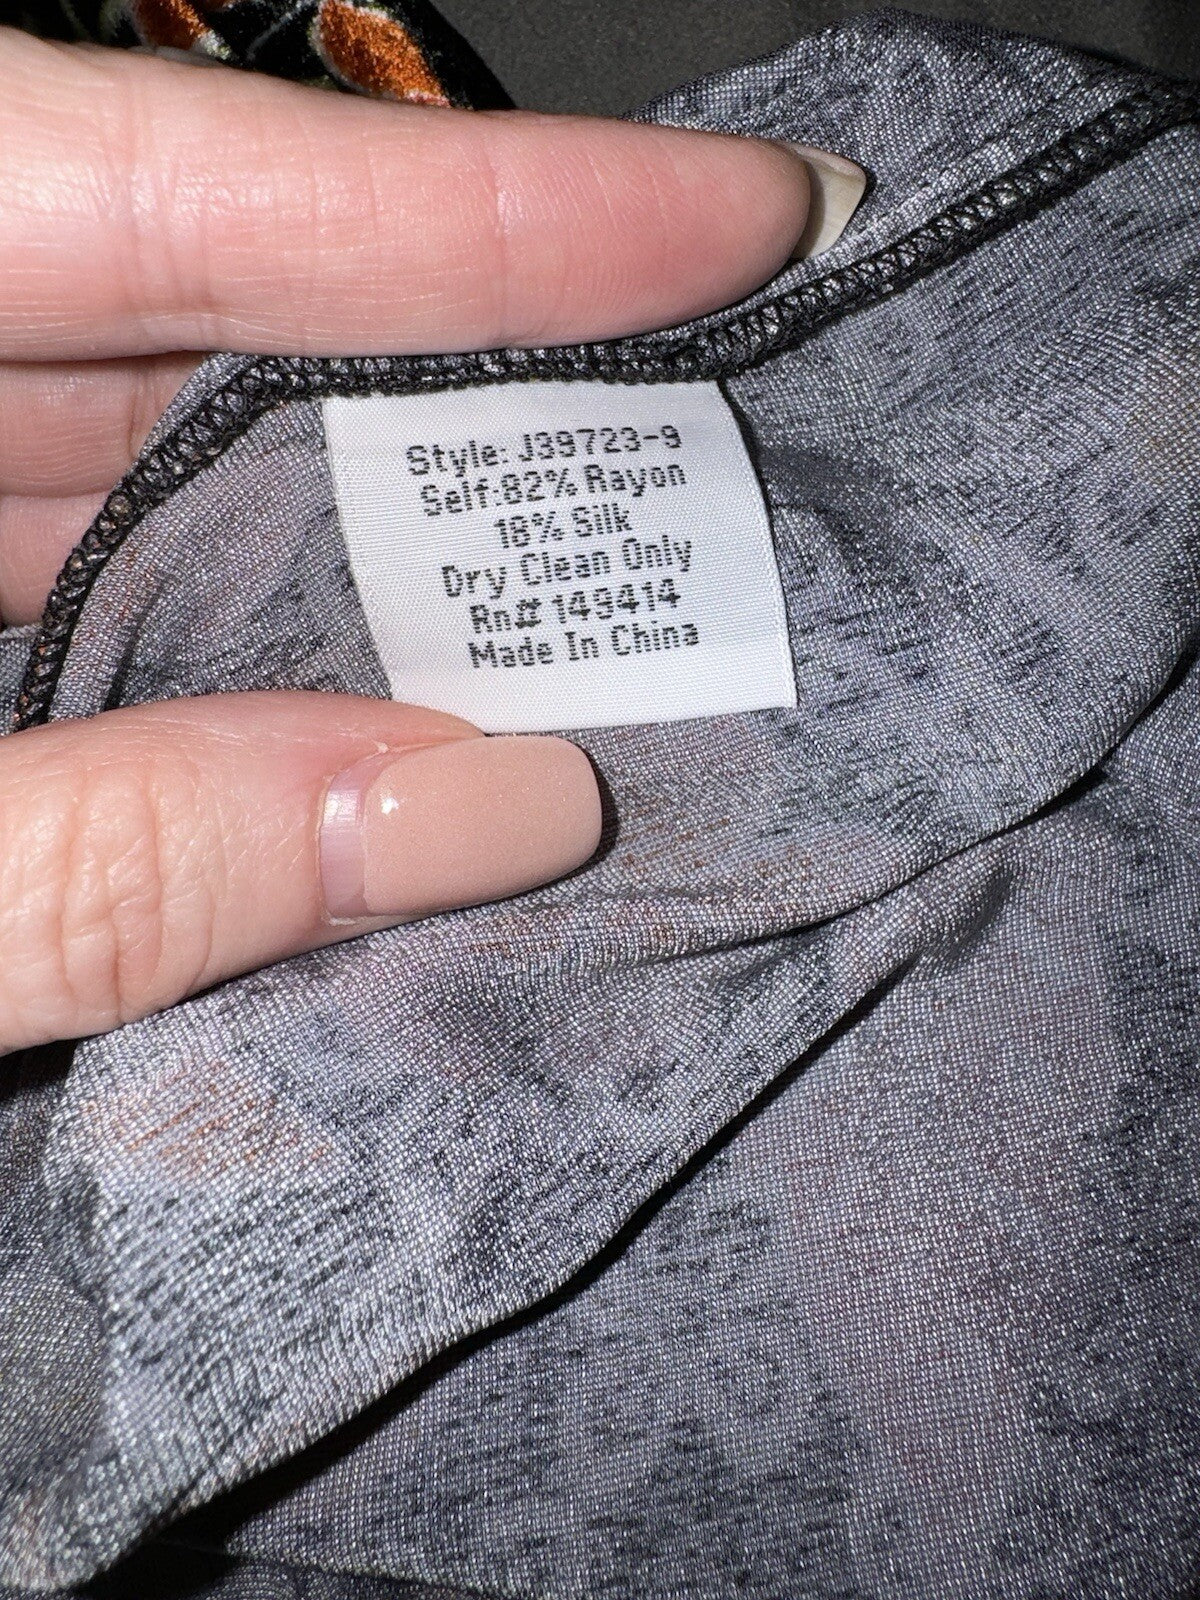 Style: J39723-9
Self:82% Rayon
18% Silk
Dry Clean Only
Rn# 149414
Made In China